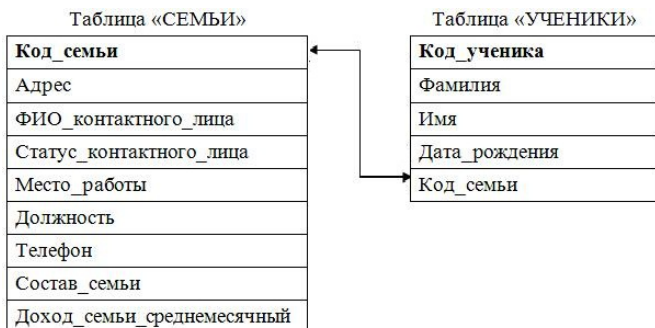 Таблица «СЕМЬИ»
Код_семьи
Адрес
ФИО_контактного_лица
Статус_контактного_лица
Место_работы
Должность
Телефон
Состав_семьи
Доход_семьи_среднемесячный
Таблица «УЧЕНИКИ»
Код_ученика
Фамилия
Имя
Дата_рождения
Код_семьи